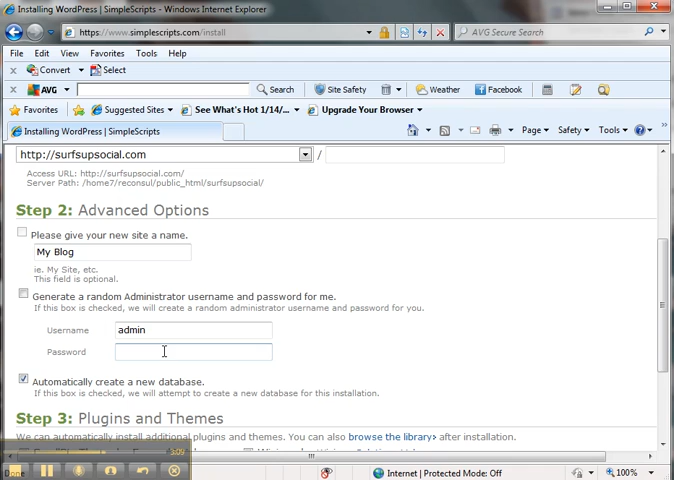 Installing WordPress | SimpleScripts - Windows Internet Explorer
https://www.simplescripts.com/install
AVG Secure Search
File Edit View Favorites Tools Help
x Convert Select
x AVG Search Site Safety Weather Facebook
Favorites Suggested Sites See What's Hot 1/14/... Upgrade Your Browser
Installing WordPress | SimpleScripts
Page Safety Tools
http://surfsupsocial.com /
Access URL: http://surfsupsocial.com/
Server Path: /home7/reconsul/public_html/surfsupsocial/
Step 2: Advanced Options
Please give your new site a name.
My Blog
ie. My Site, etc.
This field is optional.
Generate a random Administrator username and password for me.
If this box is checked, we will create a random administrator username and password for you.
Username admin
Password
Automatically create a new database.
If this box is checked, we will attempt to create a new database for this installation.
Step 3: Plugins and Themes
We can automatically install additional plugins and themes. You can also browse the library> after installation.
3:09
Done
Internet | Protected Mode: Off
100%